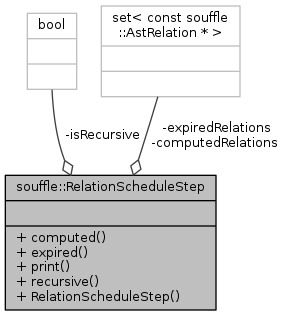 bool
set< const souffle
::AstRelation * >
-isRecursive
-expiredRelations
-computedRelations
souffle::RelationScheduleStep
+ computed()
+ expired()
+ print()
+ recursive()
+ RelationScheduleStep()